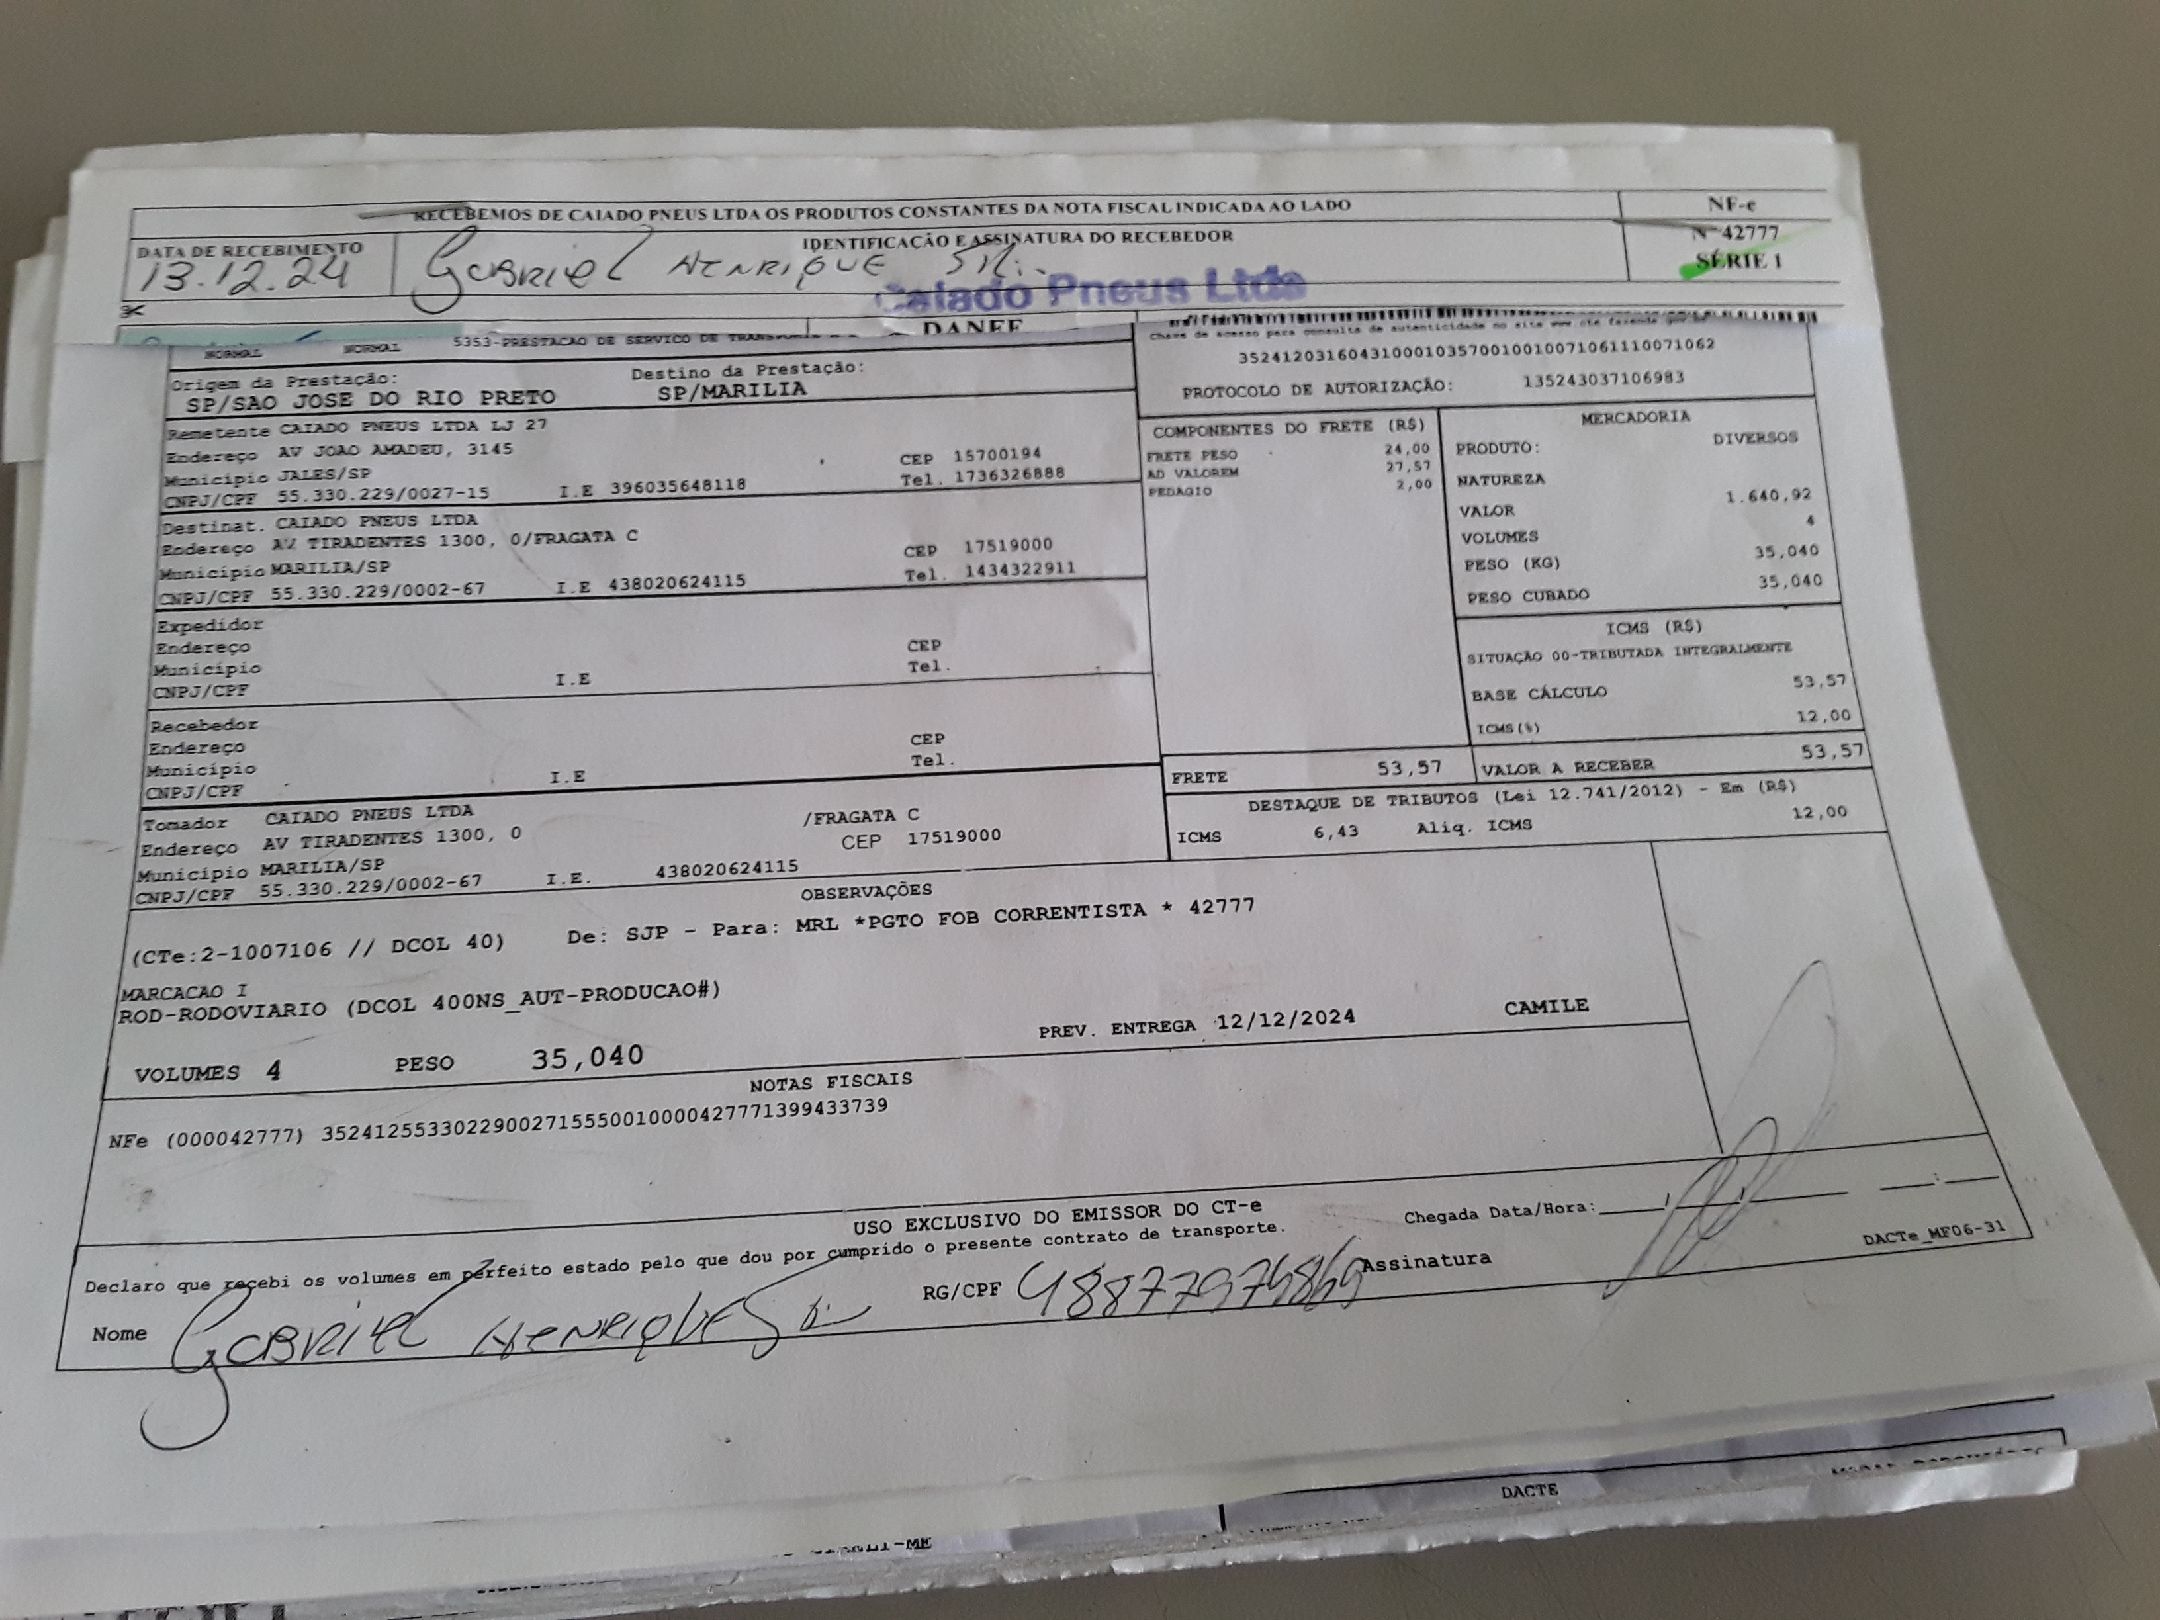 RECEBEMOS DE CAIADO PNEUS LTDA OS PRODUTOS CONSTANTES DA NOTA FISCAL INDICADA AO LADO
NF-e
Nº 42777
SÉRIE 1
DATA DE RECEBIMENTO
13.12.24
IDENTIFICAÇÃO E ASSINATURA DO RECEBEDOR
GABRIEL HENRIQUE
Caiado Pneus Ltda
DANFE
NORMAL NORMAL 5353-PRESTACAO DE SERVICO DE
Chave de acesso para consulta de autenticidade no site www.cte.fazenda.gov.br
35241203160431000103570010010071061110071062
PROTOCOLO DE AUTORIZAÇÃO: 135243037106983
Origem da Prestação: Destino da Prestação:
SP/SAO JOSE DO RIO PRETO SP/MARILIA
Remetente CAIADO PNEUS LTDA LJ 27
Endereço AV JOAO AMADEU, 3145 CEP 15700194
Município JALES/SP Tel. 1736326888
CNPJ/CPF 55.330.229/0027-15 I.E 396035648118
Destinat. CAIADO PNEUS LTDA
Endereço AV TIRADENTES 1300, 0/FRAGATA C CEP 17519000
Município MARILIA/SP Tel. 1434322911
CNPJ/CPF 55.330.229/0002-67 I.E 438020624115
Expedidor
Endereço CEP
Município Tel.
CNPJ/CPF I.E
Recebedor
Endereço CEP
Município Tel.
CNPJ/CPF I.E
Tomador CAIADO PNEUS LTDA
Endereço AV TIRADENTES 1300, 0 /FRAGATA C
Município MARILIA/SP CEP 17519000
CNPJ/CPF 55.330.229/0002-67 I.E. 438020624115
COMPONENTES DO FRETE (R$)
FRETE PESO 24,00
AD VALOREM 27,57
PEDAGIO 2,00
MERCADORIA
PRODUTO: DIVERSOS
NATUREZA
VALOR 1.640,92
VOLUMES 4
PESO (KG) 35,040
PESO CUBADO 35,040
ICMS (R$)
SITUAÇÃO 00-TRIBUTADA INTEGRALMENTE
BASE CÁLCULO 53,57
ICMS(%) 12,00
FRETE 53,57 VALOR A RECEBER 53,57
DESTAQUE DE TRIBUTOS (Lei 12.741/2012) - Em (R$)
ICMS 6,43 Aliq. ICMS 12,00
OBSERVAÇÕES
(CTe:2-1007106 // DCOL 40) De: SJP - Para: MRL *PGTO FOB CORRENTISTA * 42777
MARCACAO I
ROD-RODOVIARIO (DCOL 400NS_AUT-PRODUCAO#)
PREV. ENTREGA 12/12/2024 CAMILE
VOLUMES 4 PESO 35,040
NOTAS FISCAIS
NFe (000042777) 35241255330229002715550010000427771399433739
USO EXCLUSIVO DO EMISSOR DO CT-e
Declaro que recebi os volumes em perfeito estado pelo que dou por cumprido o presente contrato de transporte.
Chegada Data/Hora:
Nome GABRIEL HENRIQUE
RG/CPF
Assinatura
DACTe_MF06-31
DACTE